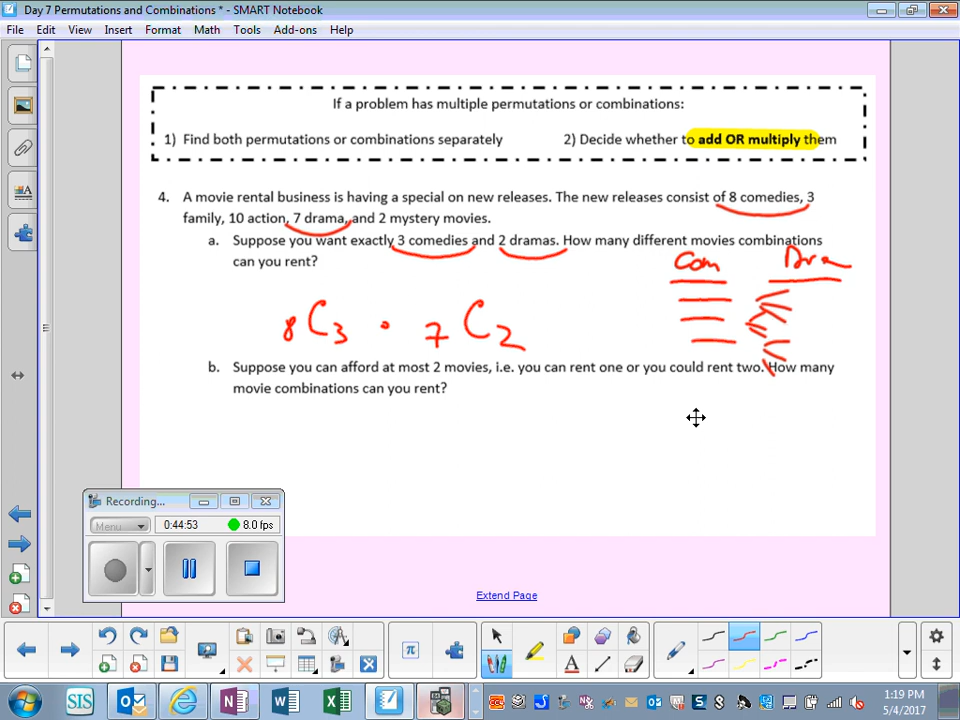 Day 7 Permutations and Combinations * - SMART Notebook
File Edit View Insert Format Math Tools Add-ons Help
If a problem has multiple permutations or combinations:
1) Find both permutations or combinations separately 2) Decide whether to add OR multiply them
4. A movie rental business is having a special on new releases. The new releases consist of 8 comedies, 3
family, 10 action, 7 drama, and 2 mystery movies.
a. Suppose you want exactly 3 comedies and 2 dramas. How many different movies combinations
can you rent?
Com Dra
8C3 · 7C2
b. Suppose you can afford at most 2 movies, i.e. you can rent one or you could rent two. How many
movie combinations can you rent?
Recording...
Menu 0:44:53 8.0 fps
Extend Page
SIS
1:19 PM
5/4/2017